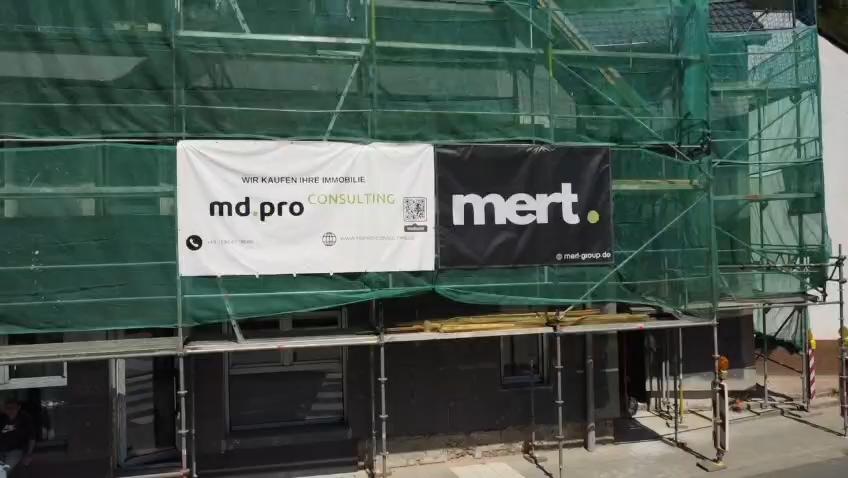 WIR KAUFEN IHRE IMMOBILIE
md.pro CONSULTING
mert.
mert-group.de